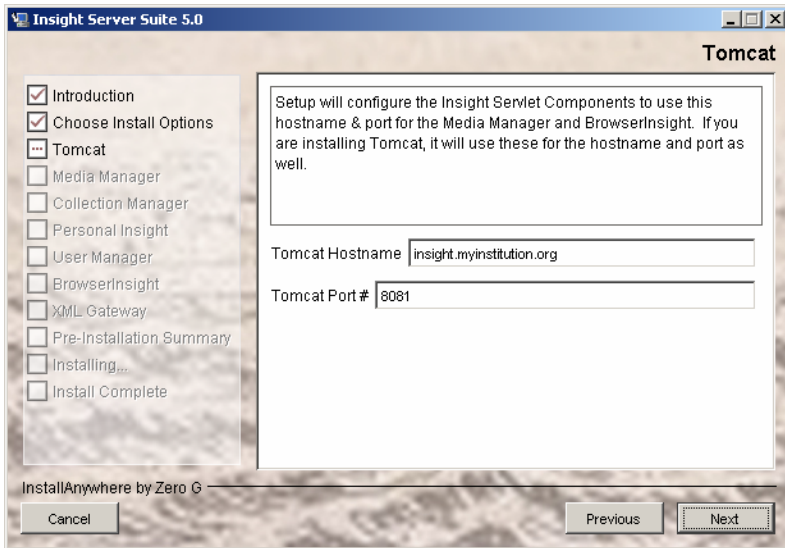 Insight Server Suite 5.0
Tomcat
Introduction
Choose Install Options
Tomcat
Media Manager
Collection Manager
Personal Insight
User Manager
BrowserInsight
XML Gateway
Pre-Installation Summary
Installing...
Install Complete
Setup will configure the Insight Servlet Components to use this
hostname & port for the Media Manager and BrowserInsight. If you
are installing Tomcat, it will use these for the hostname and port as
well.
Tomcat Hostname insight.myinstitution.org
Tomcat Port # 8081
InstallAnywhere by Zero G
Cancel Previous Next